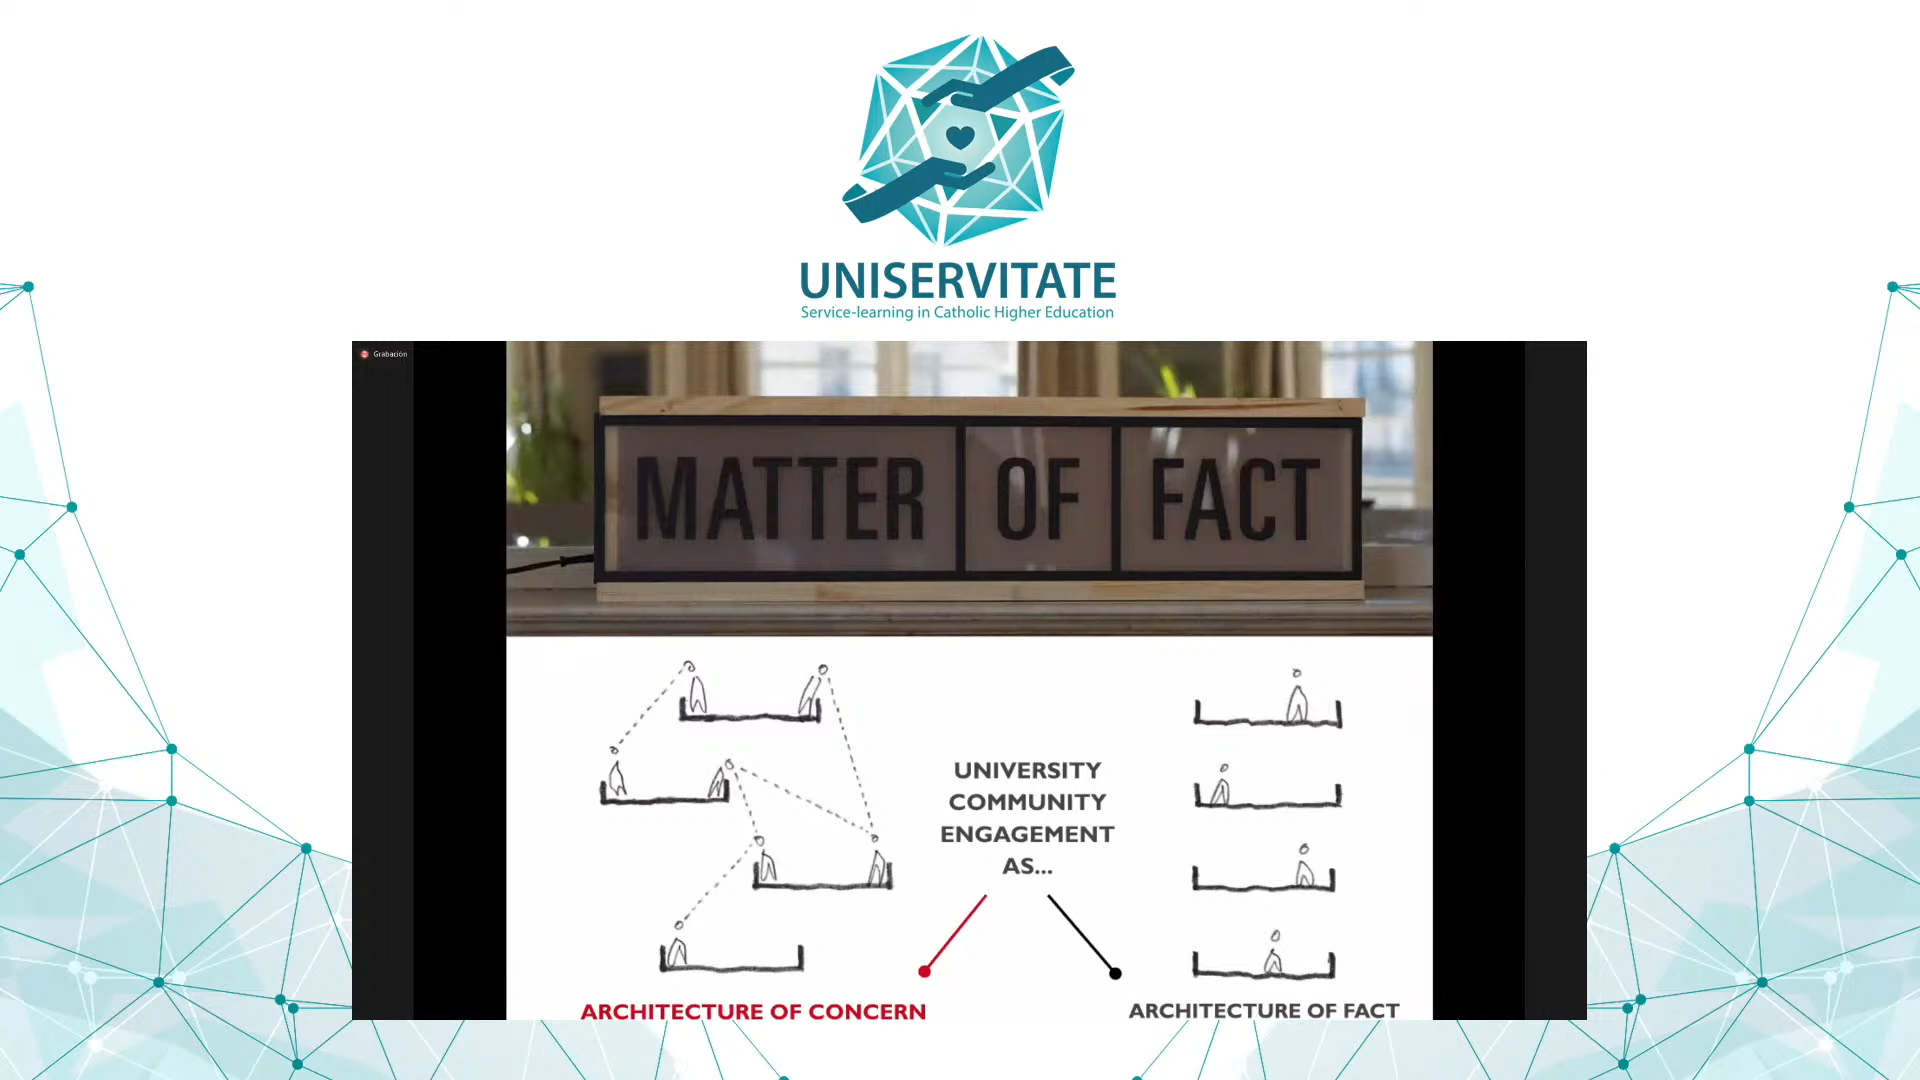 UNISERVITATE
Service-learning in Catholic Higher Education
Grabación
MATTER OF FACT
UNIVERSITY
COMMUNITY
ENGAGEMENT
AS...
ARCHITECTURE OF CONCERN
ARCHITECTURE OF FACT